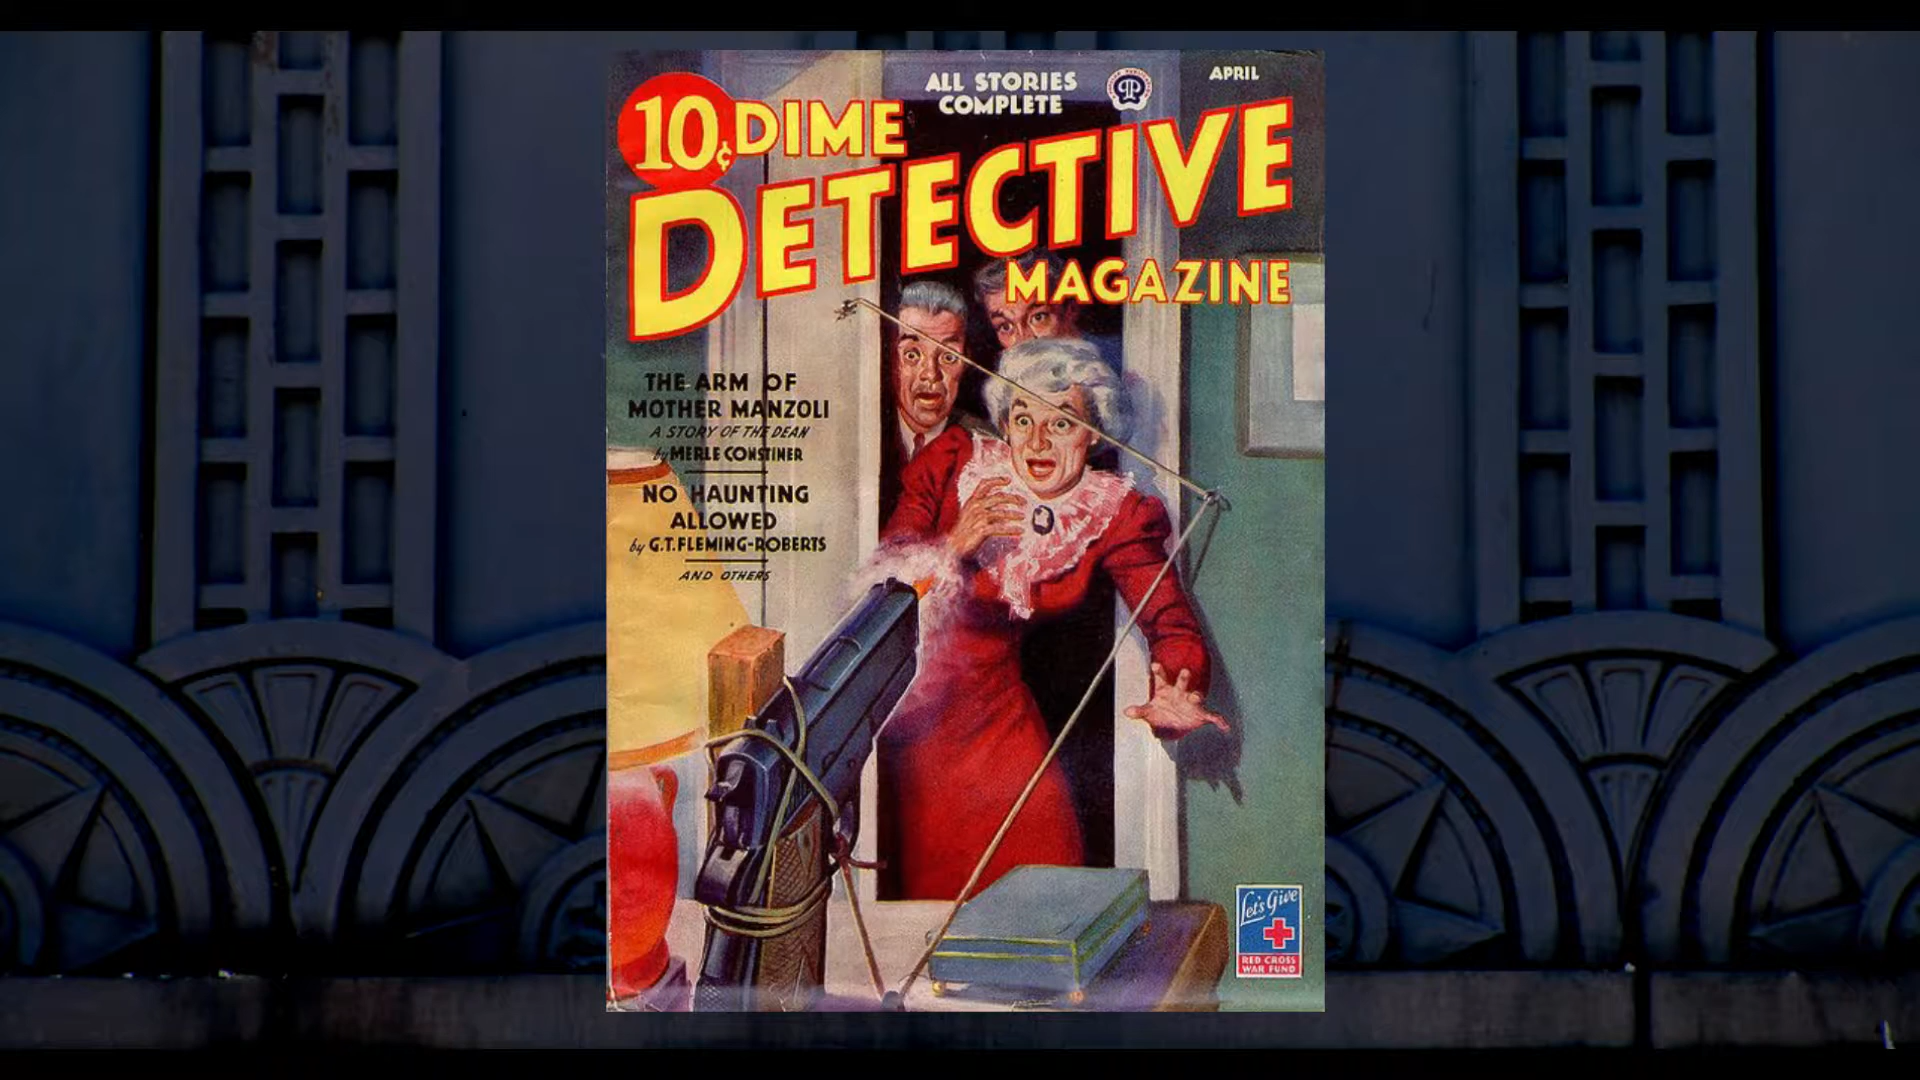 ALL STORIES
COMPLETE
APRIL
10¢ DIME
DETECTIVE
MAGAZINE
THE ARM OF
MOTHER MANZOLI
A STORY OF THE DEAN
by MERLE CONSTINER
NO HAUNTING
ALLOWED
by G.T. FLEMING-ROBERTS
AND OTHERS
Let's Give
RED CROSS
WAR FUND